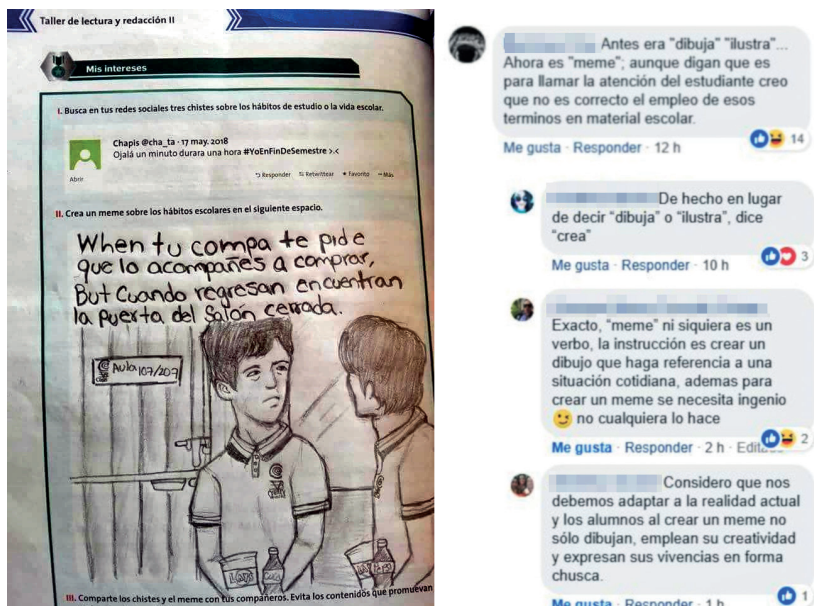 Taller de lectura y redacción II
Mis intereses
I. Busca en tus redes sociales tres chistes sobre los hábitos de estudio o la vida escolar.
Chapis @cha_ta · 17 may. 2018
Ojalá un minuto durara una hora #YoEnFinDeSemestre >.<
Abrir
Responder Retwittear Favorito Más
II. Crea un meme sobre los hábitos escolares en el siguiente espacio.
When tu compa te pide
que lo acompañes a comprar,
But cuando regresan encuentran
la puerta del salón cerrada.
Aula 107/207
III. Comparte los chistes y el meme con tus compañeros. Evita los contenidos que promuevan
Antes era "dibuja" "ilustra"...
Ahora es "meme"; aunque digan que es
para llamar la atención del estudiante creo
que no es correcto el empleo de esos
terminos en material escolar.
14
Me gusta · Responder · 12 h
De hecho en lugar
de decir “dibuja” o “ilustra”, dice
“crea”
3
Me gusta · Responder · 10 h
Exacto, “meme” ni siquiera es un
verbo, la instrucción es crear un
dibujo que haga referencia a una
situación cotidiana, ademas para
crear un meme se necesita ingenio
😉 no cualquiera lo hace
2
Me gusta · Responder · 2 h
Considero que nos
debemos adaptar a la realidad actual
y los alumnos al crear un meme no
sólo dibujan, emplean su creatividad
y expresan sus vivencias en forma
chusca.
1
Me gusta · Responder · 1 h